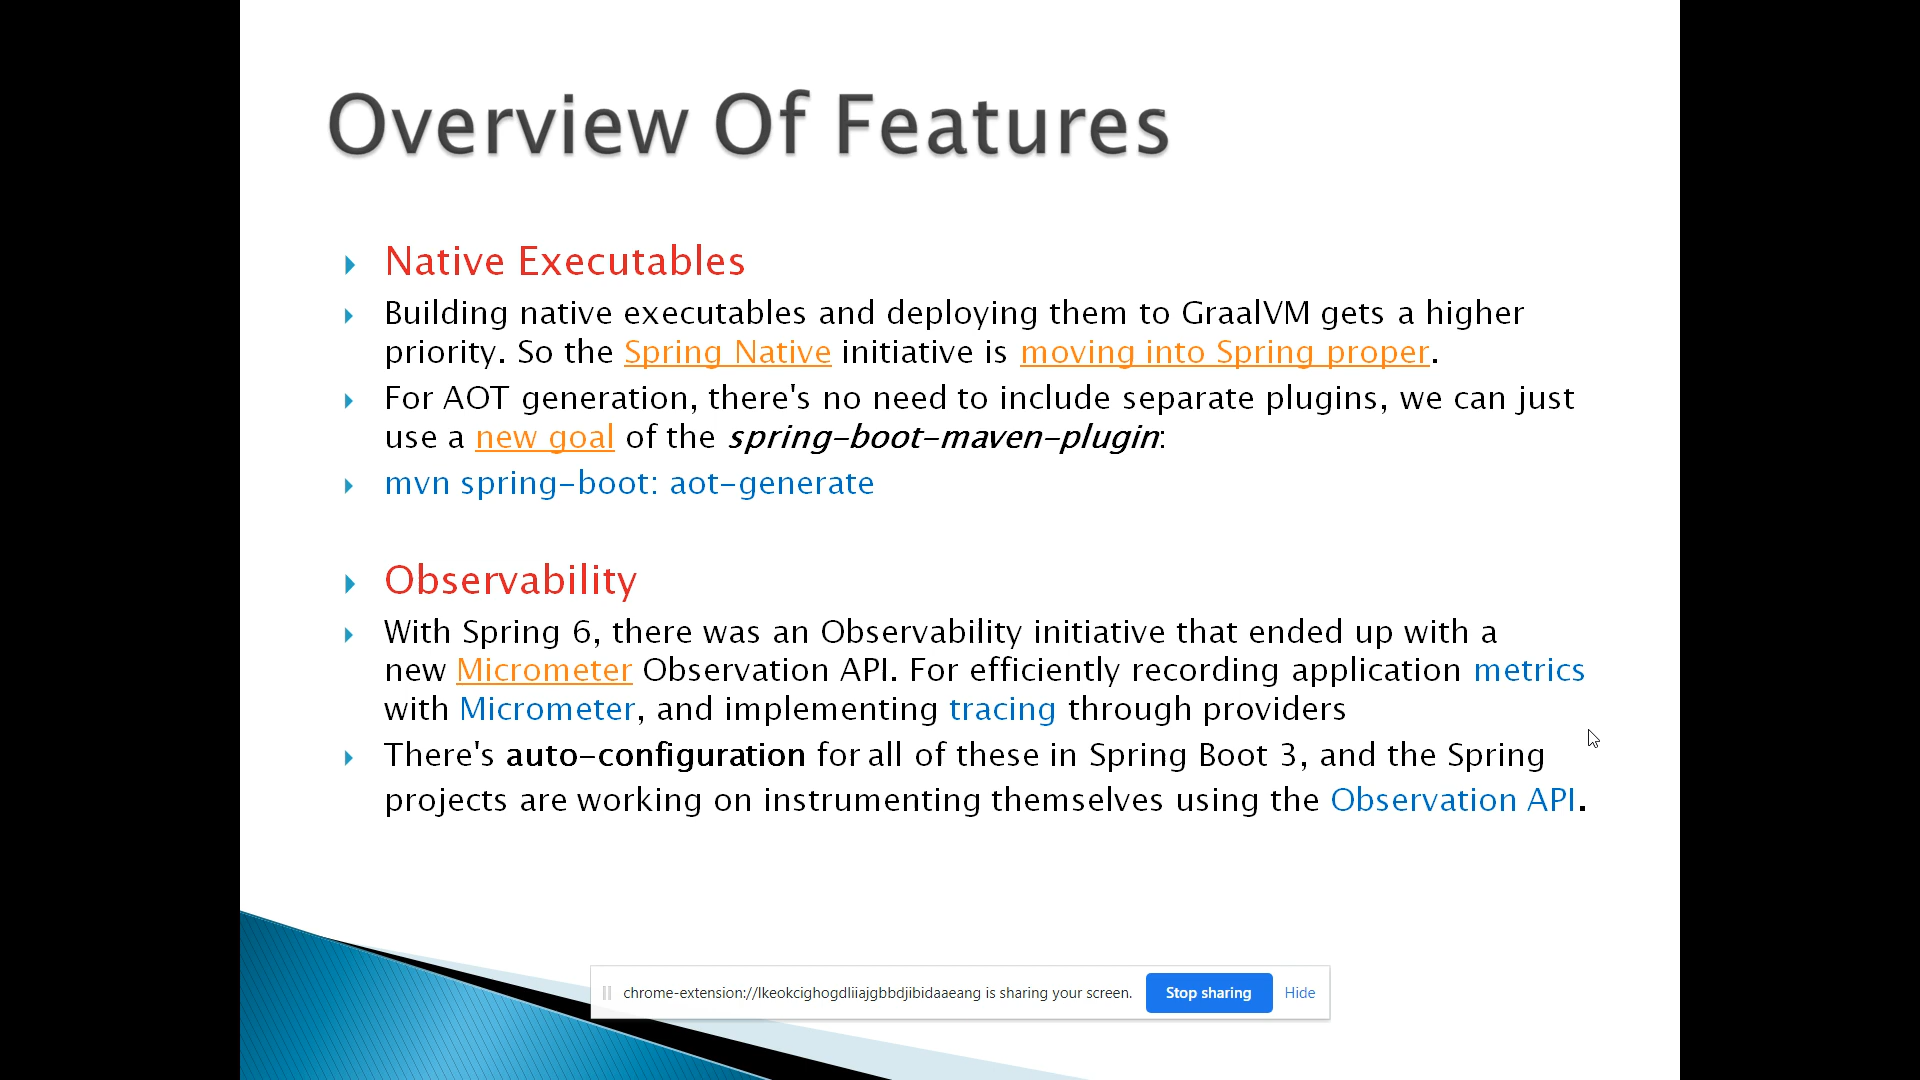 Overview Of Features
Native Executables
Building native executables and deploying them to GraalVM gets a higher
priority. So the Spring Native initiative is moving into Spring proper.
For AOT generation, there's no need to include separate plugins, we can just
use a new goal of the spring-boot-maven-plugin:
mvn spring-boot: aot-generate
Observability
With Spring 6, there was an Observability initiative that ended up with a
new Micrometer Observation API. For efficiently recording application metrics
with Micrometer, and implementing tracing through providers
There's auto-configuration for all of these in Spring Boot 3, and the Spring
projects are working on instrumenting themselves using the Observation API.
chrome-extension://lkeokcighogdliiajgbbdjibidaaeang is sharing your screen.
Stop sharing
Hide